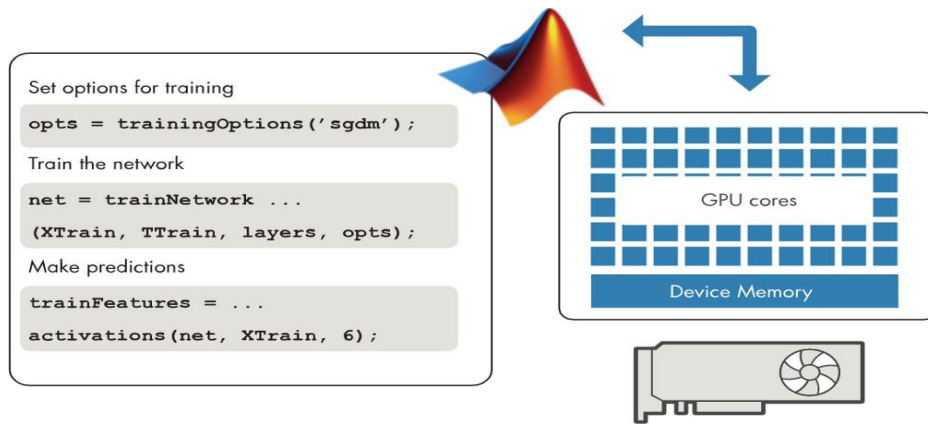 Set options for training
opts = trainingOptions('sgdm');
Train the network
net = trainNetwork ...
(XTrain, TTrain, layers, opts);
Make predictions
trainFeatures = ...
activations(net, XTrain, 6);
GPU cores
Device Memory